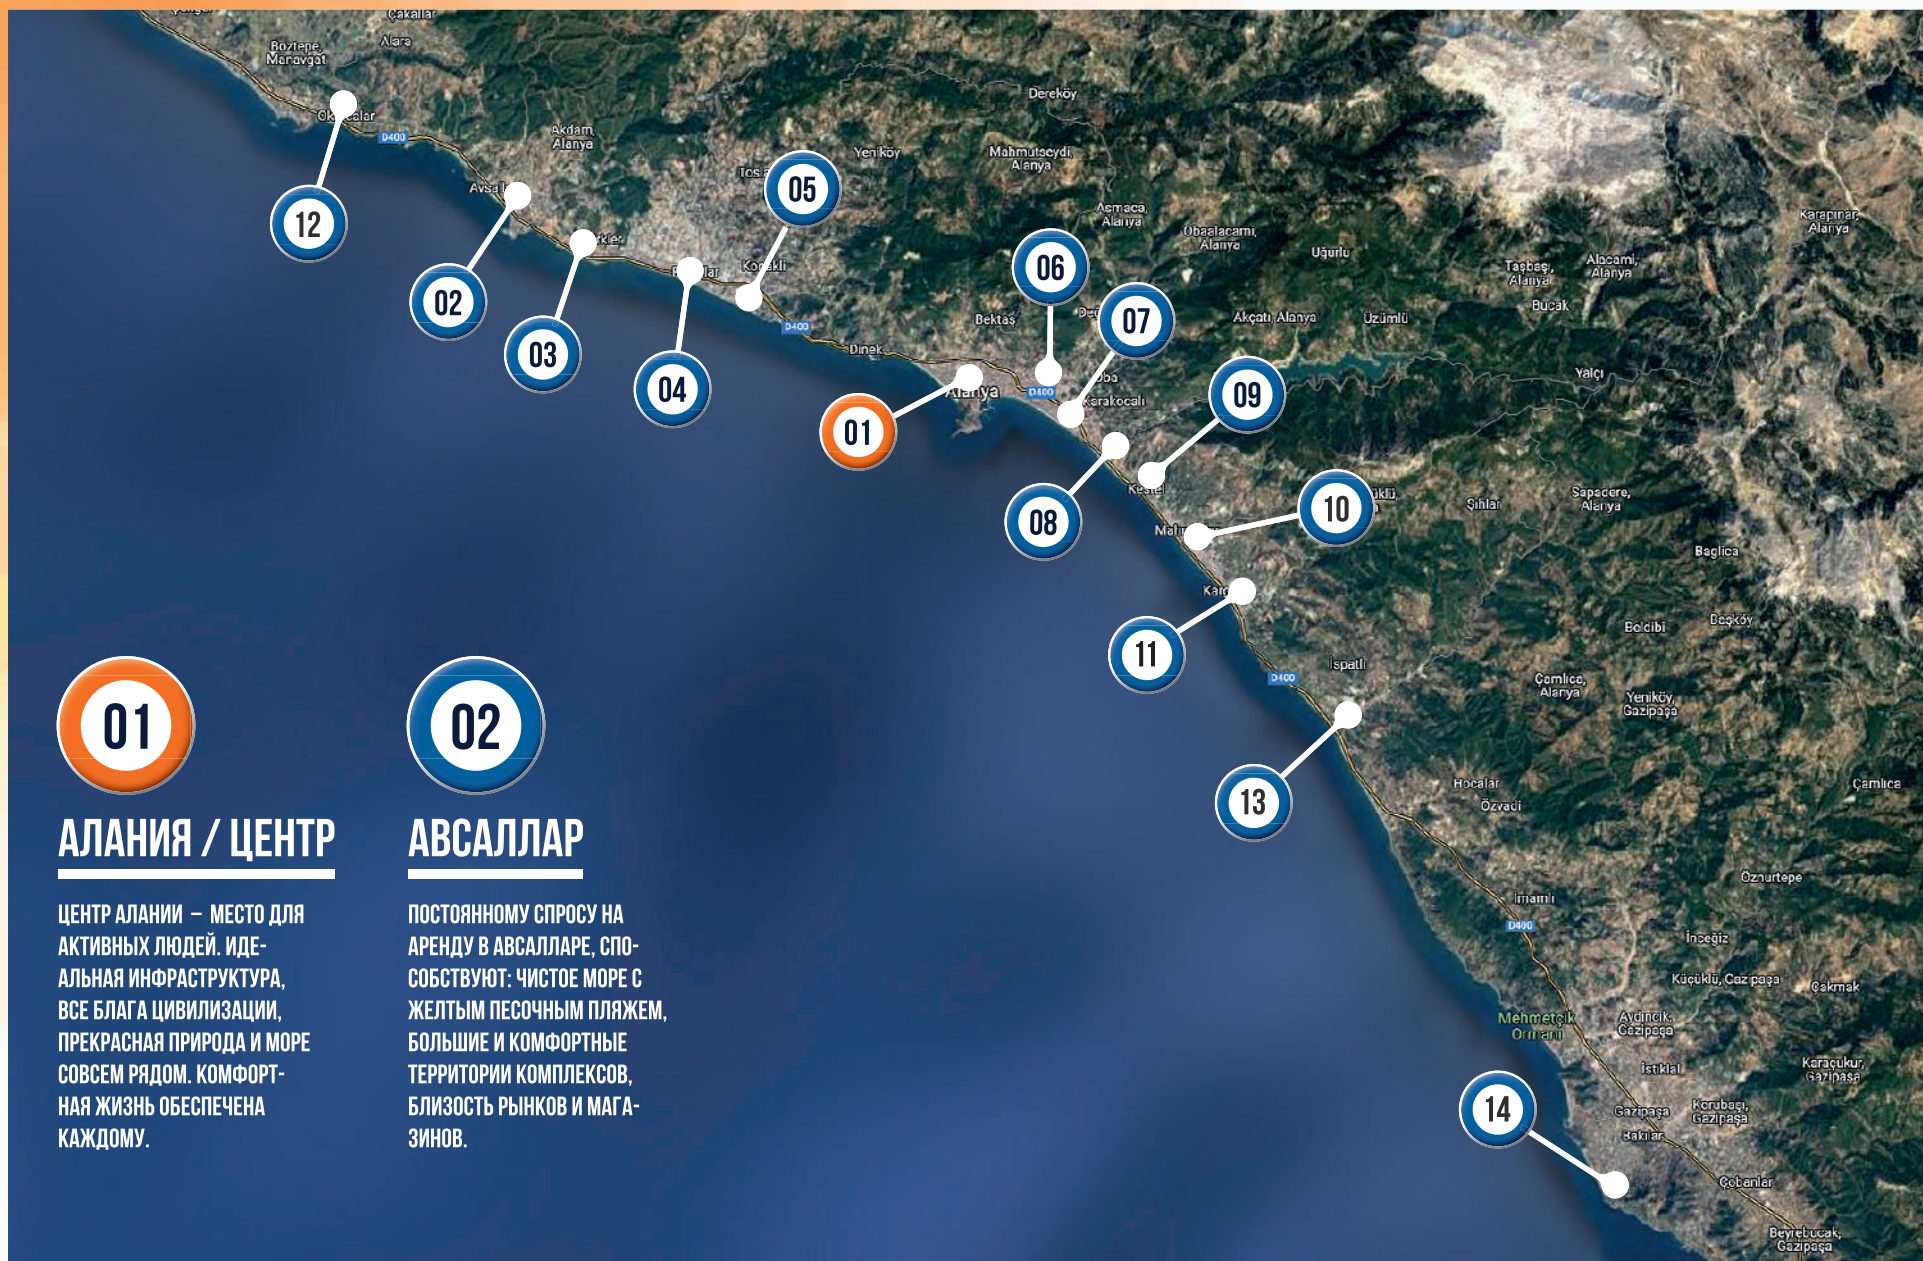 Çakallar
Alara
Boztepe,
Manavgat
D400
Akdam,
Alanya
Dereköy
Yeniköy
Mahmutseydi,
Alanya
12
05
02
03
04
06
07
01
08
09
10
11
13
14
Asmaca,
Alanya
Obaalacami,
Alanya
Uğurlu
Karapınar,
Alanya
Taşbaşı,
Alanya
Alacami,
Alanya
Bucak
D400
Bektaş
Akçatı, Alanya
Üzümlü
Dinek
Alanya
D400
Oba
Karakocalı
Yalçı
Şıhlar
Sapadere,
Alanya
Baglica
Beldibi
Başköy
İspatlı
D400
Çamlıca,
Alanya
Yeniköy,
Gazipaşa
Hocalar
Özvadi
Çamlıca
Öznurtepe
İmamlı
D400
İnceğiz
Küçüklü, Gazipaşa
Çakmak
Mehmetçik
Ormanı
Aydıncık,
Gazipaşa
İstiklal
Karaçukur,
Gazipaşa
Gazipaşa
Korubaşı,
Gazipaşa
Bakılar
Çobanlar
Beyrebucak,
Gazipaşa
01
АЛАНИЯ / ЦЕНТР
ЦЕНТР АЛАНИИ – МЕСТО ДЛЯ
АКТИВНЫХ ЛЮДЕЙ. ИДЕ-
АЛЬНАЯ ИНФРАСТРУКТУРА,
ВСЕ БЛАГА ЦИВИЛИЗАЦИИ,
ПРЕКРАСНАЯ ПРИРОДА И МОРЕ
СОВСЕМ РЯДОМ. КОМФОРТ-
НАЯ ЖИЗНЬ ОБЕСПЕЧЕНА
КАЖДОМУ.
02
АВСАЛЛАР
ПОСТОЯННОМУ СПРОСУ НА
АРЕНДУ В АВСАЛЛАРЕ, СПО-
СОБСТВУЮТ: ЧИСТОЕ МОРЕ С
ЖЕЛТЫМ ПЕСОЧНЫМ ПЛЯЖЕМ,
БОЛЬШИЕ И КОМФОРТНЫЕ
ТЕРРИТОРИИ КОМПЛЕКСОВ,
БЛИЗОСТЬ РЫНКОВ И МАГА-
ЗИНОВ.